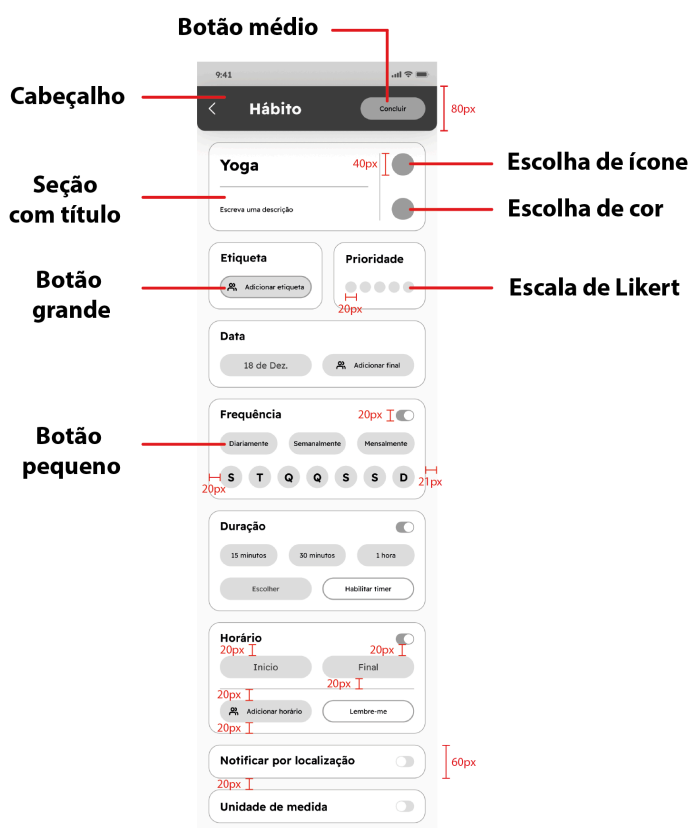 Botão médio
9:41
Cabeçalho
Hábito
Concluir
80px
Yoga
40px
Escolha de ícone
Seção
com título
Escreva uma descrição
Escolha de cor
Etiqueta
Prioridade
Botão
grande
Adicionar etiqueta
Escala de Likert
20px
Data
18 de Dez.
Adicionar final
Frequência
20px
Botão
pequeno
Diariamente
Semanalmente
Mensalmente
S T Q Q S S D
20px
21px
Duração
15 minutos
30 minutos
1 hora
Escolher
Habilitar timer
Horário
20px
20px
Inicio
Final
20px
20px
Adicionar horário
Lembre-me
20px
Notificar por localização
60px
20px
Unidade de medida